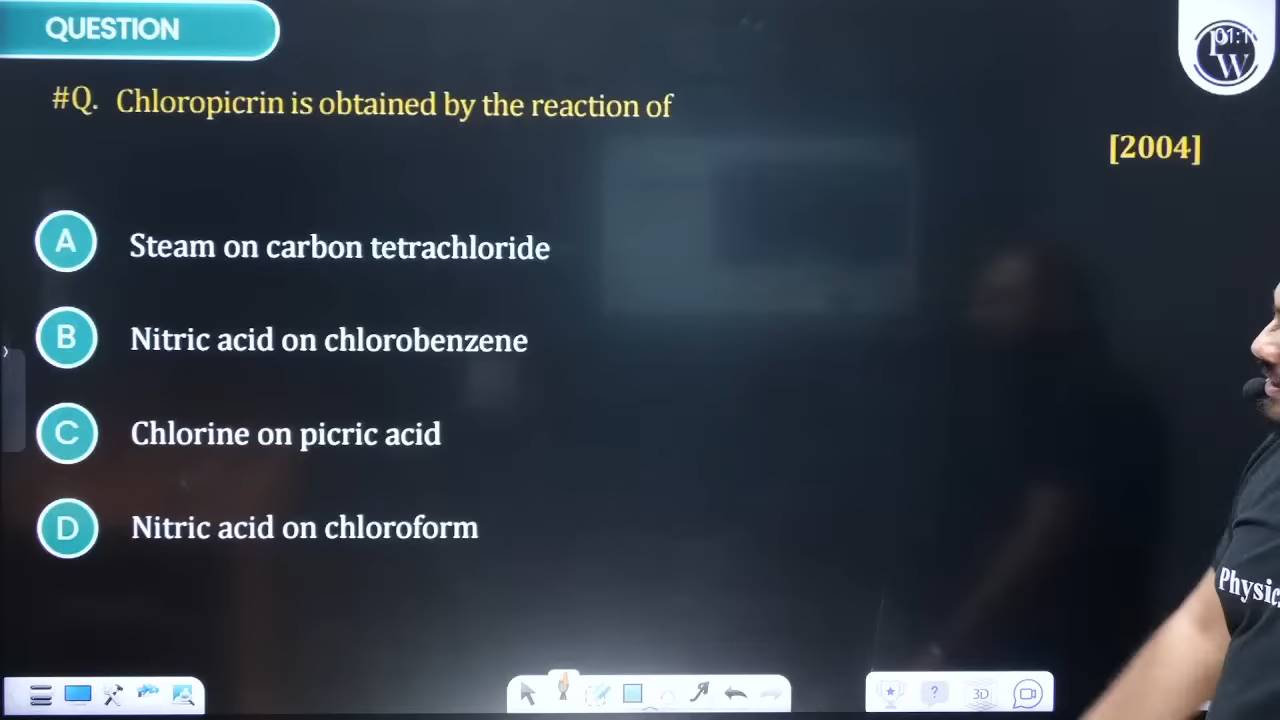 QUESTION
#Q. Chloropicrin is obtained by the reaction of
[2004]
A Steam on carbon tetrachloride
B Nitric acid on chlorobenzene
C Chlorine on picric acid
D Nitric acid on chloroform
PW
3D
?